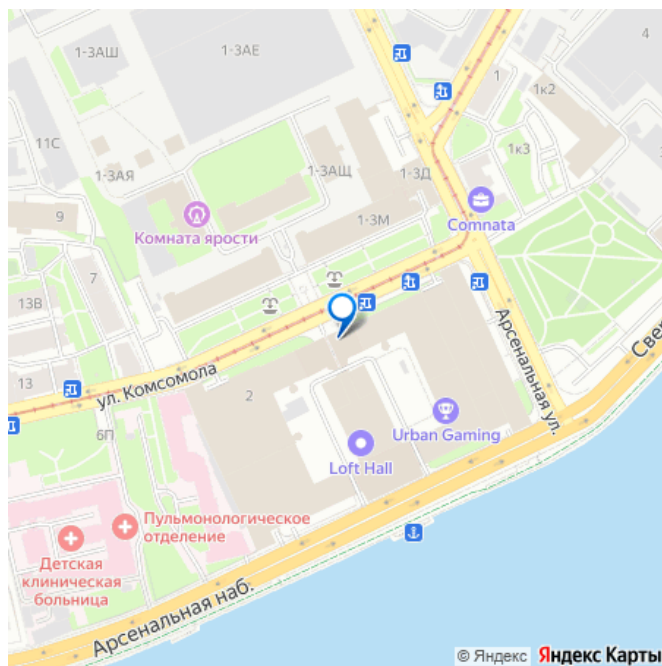 1-3АШ
1-3АЕ
4
1
1к2
11С
1-3АЯ
1-3АЩ
1-3Д
1к3
9
Комната ярости
1-3М
Comnata
7
13В
13
ул. Комсомола
2
6П
Арсенальная ул.
Све
Urban Gaming
Loft Hall
Пульмонологическое
отделение
Детская
клиническая
больница
Арсенальная наб.
© Яндекс Яндекс Карты